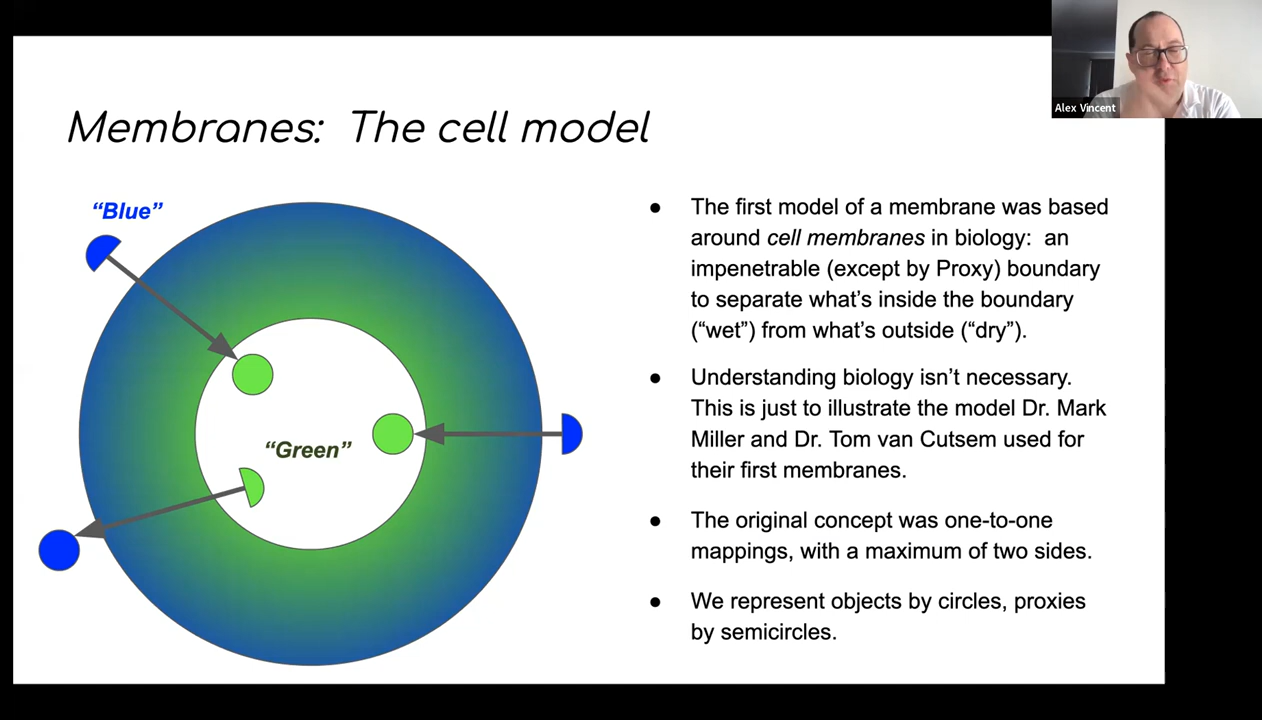 Alex Vincent
Membranes: The cell model
“Blue”
“Green”
● The first model of a membrane was based
around cell membranes in biology: an
impenetrable (except by Proxy) boundary
to separate what’s inside the boundary
(“wet”) from what’s outside (“dry”).
● Understanding biology isn’t necessary.
This is just to illustrate the model Dr. Mark
Miller and Dr. Tom van Cutsem used for
their first membranes.
● The original concept was one-to-one
mappings, with a maximum of two sides.
● We represent objects by circles, proxies
by semicircles.